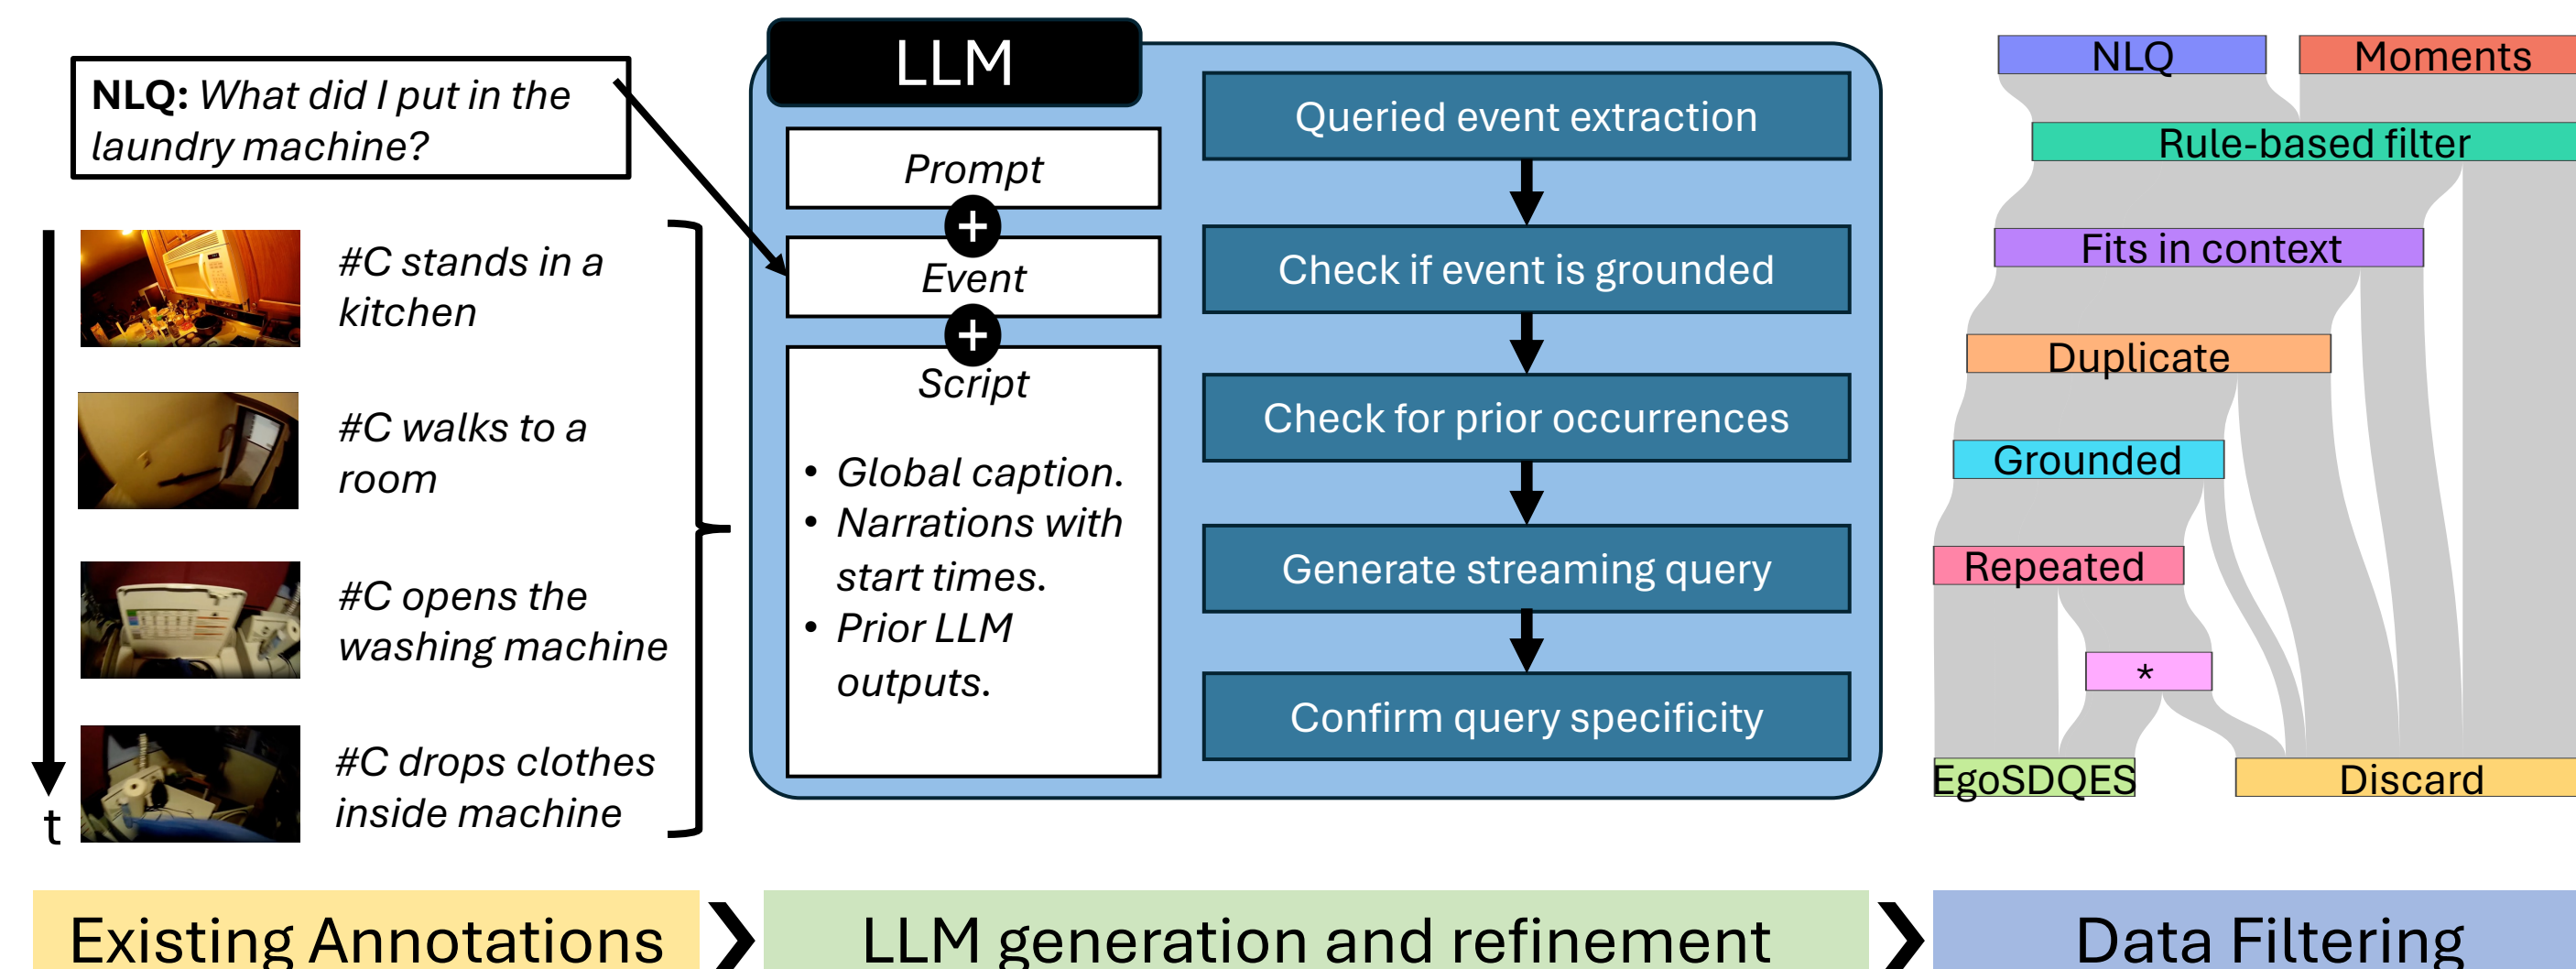 NLQ: What did I put in the
laundry machine?
#C stands in a
kitchen
#C walks to a
room
#C opens the
washing machine
#C drops clothes
inside machine
t
LLM
Prompt
+
Event
+
Script
• Global caption.
• Narrations with
start times.
• Prior LLM
outputs.
Queried event extraction
Check if event is grounded
Check for prior occurrences
Generate streaming query
Confirm query specificity
NLQ
Moments
Rule-based filter
Fits in context
Duplicate
Grounded
Repeated
*
EgoSDQES
Discard
Existing Annotations
LLM generation and refinement
Data Filtering